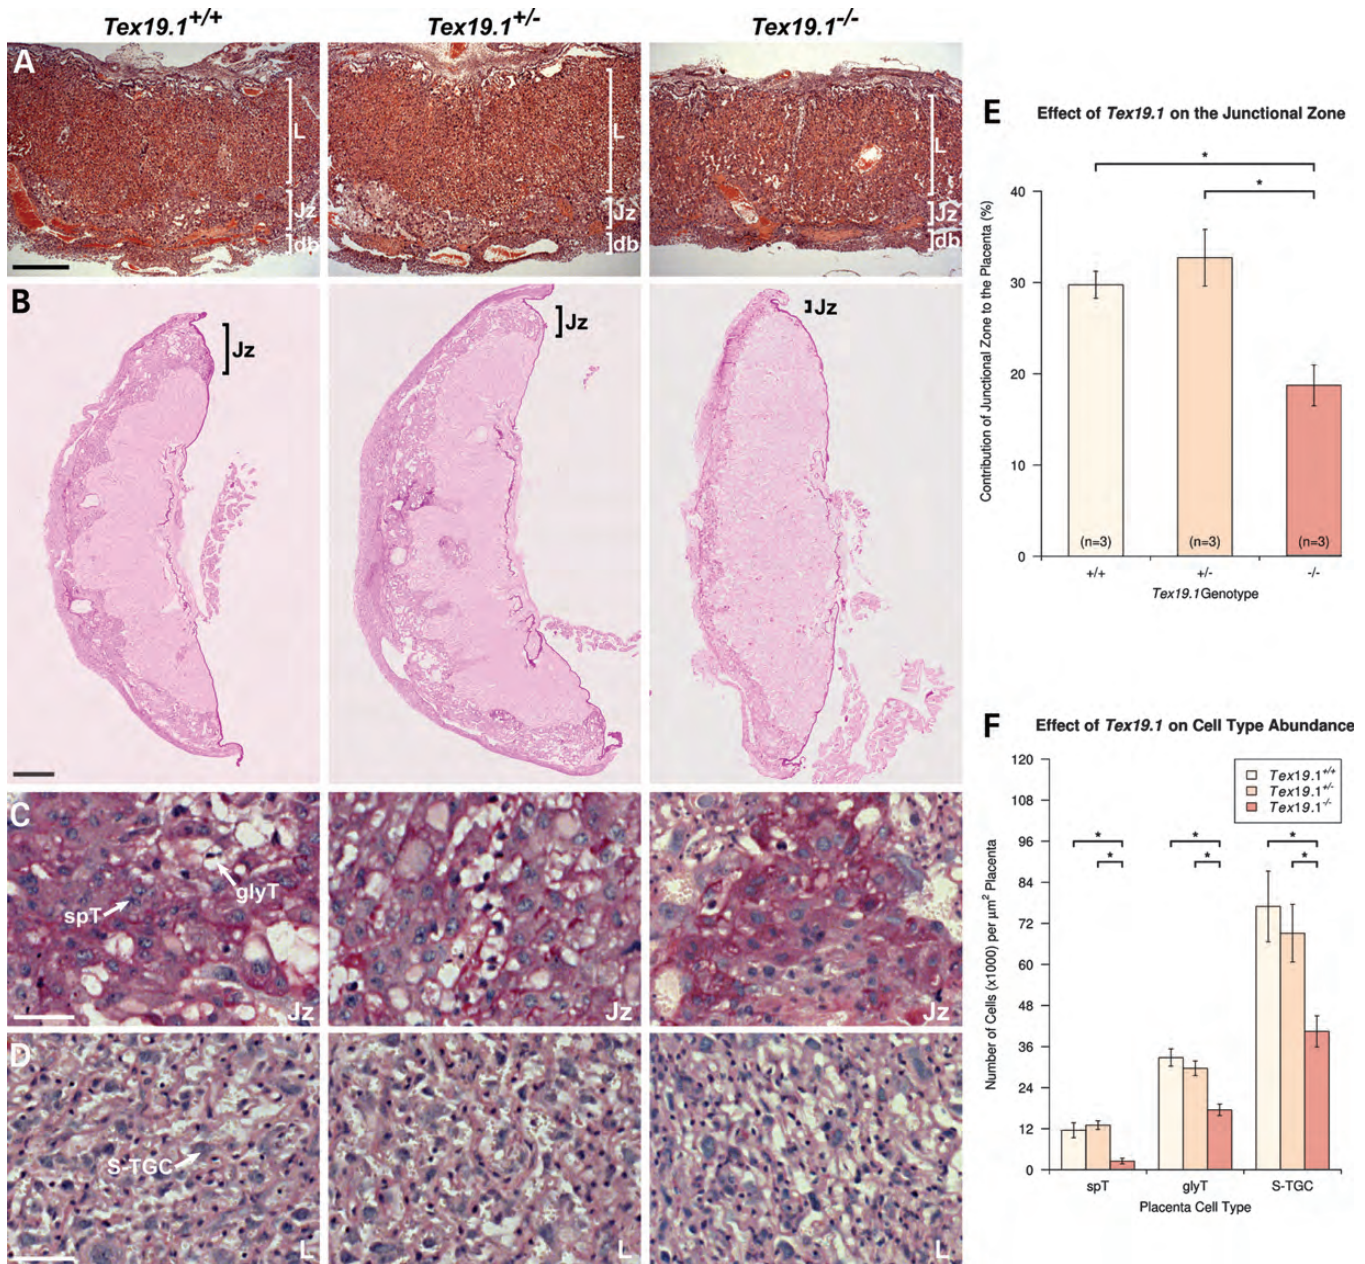 Tex19.1+/+ Tex19.1+/- Tex19.1-/-
A
L
Jz
db
L
Jz
db
L
Jz
db
B
Jz
Jz
Jz
C
glyT
spT
Jz
Jz
Jz
D
S-TGC
L
L
L
E Effect of Tex19.1 on the Junctional Zone
Contribution of Junctional Zone to the Placenta (%)
* 
*
40
30
20
10
0
(n=3) (n=3) (n=3)
+/+ +/- -/-
Tex19.1Genotype
F Effect of Tex19.1 on Cell Type Abundance
Number of Cells (x1000) per µm² Placenta
120
108
96
84
72
60
48
36
24
12
0
Tex19.1+/+
Tex19.1+/-
Tex19.1-/-
* * *
* * *
spT glyT S-TGC
Placenta Cell Type